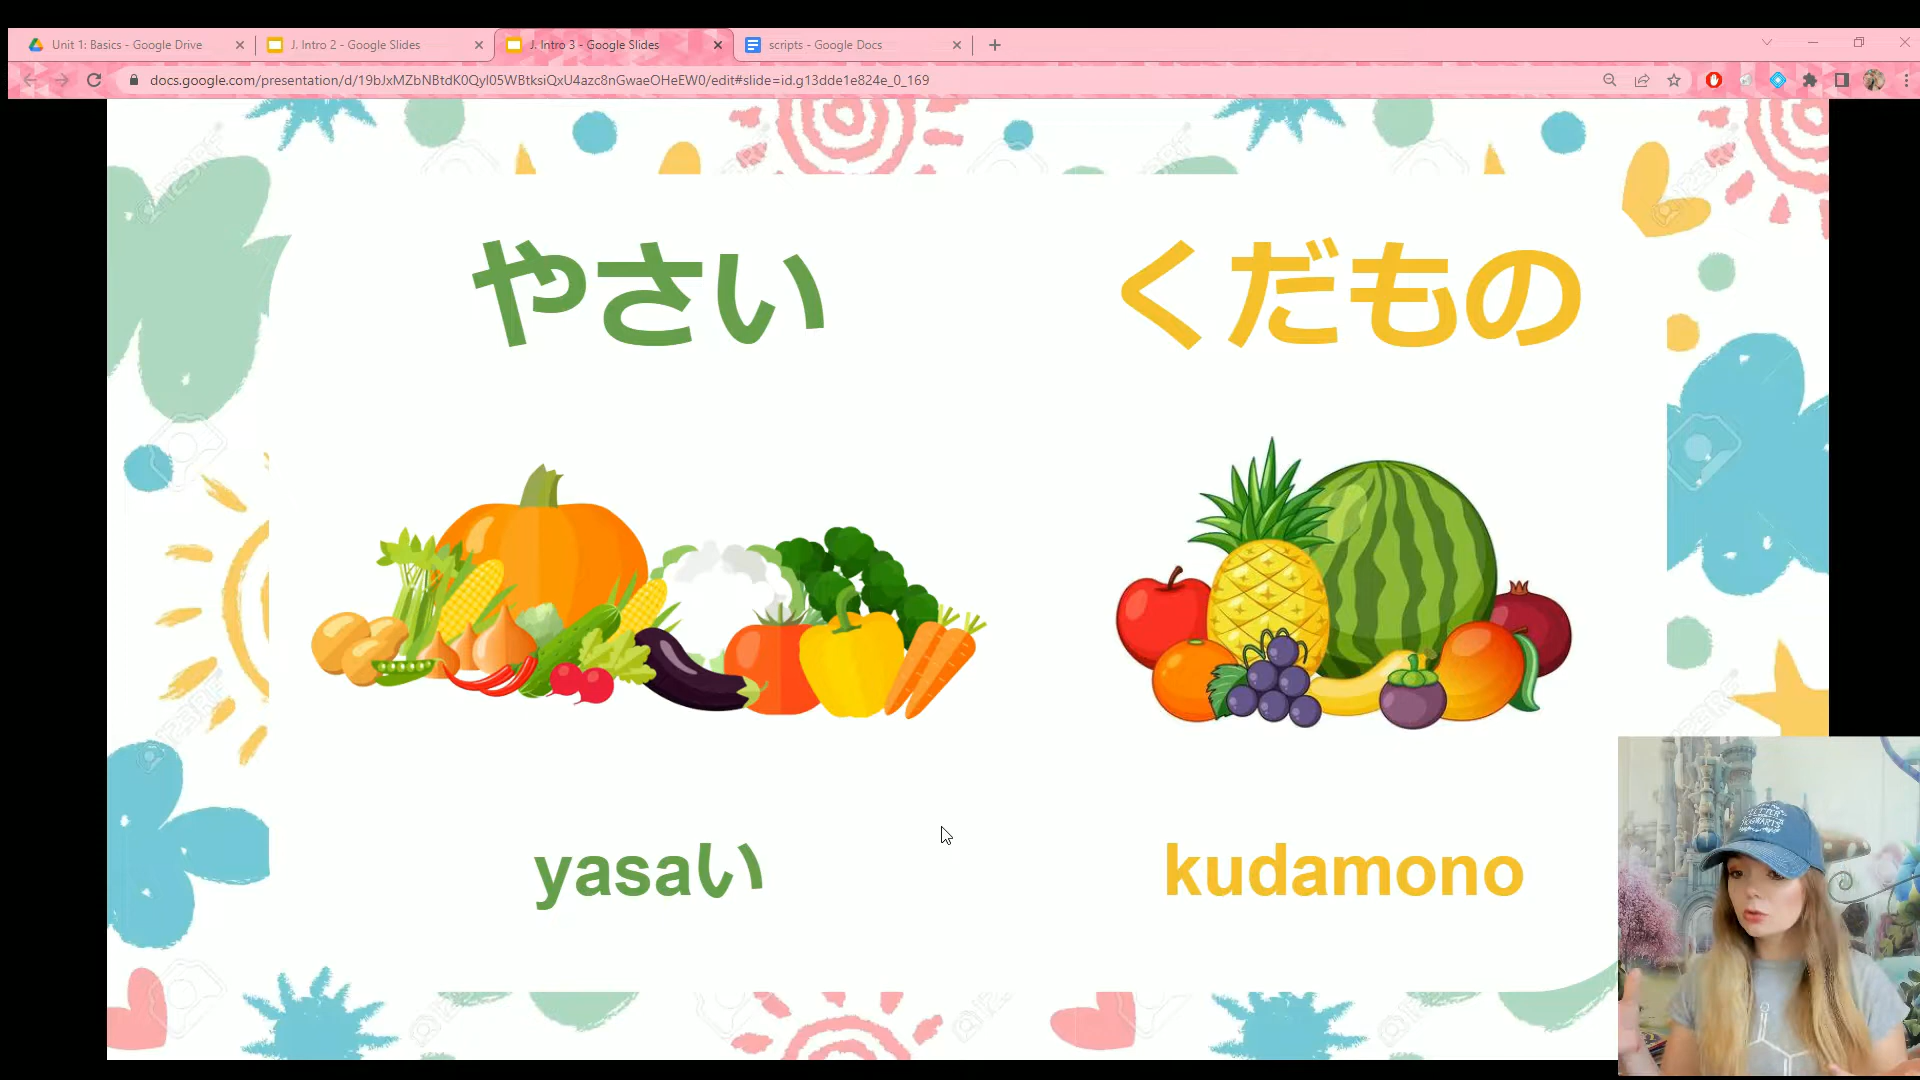 Unit 1: Basics - Google Drive
J. Intro 2 - Google Slides
J. Intro 3 - Google Slides
scripts - Google Docs
docs.google.com/presentation/d/19bJxMZbNBtdK0Qyl05WBtksiQxU4azc8nGwaeOHeEW0/edit#slide=id.g13dde1e824e_0_169
やさい
くだもの
yasaい
kudamono